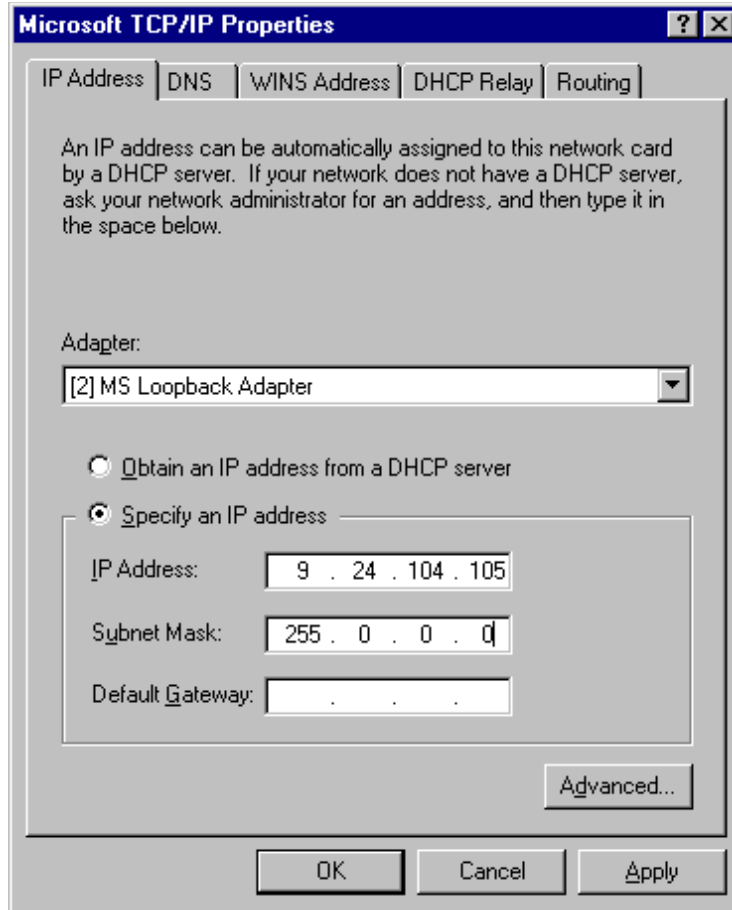 Microsoft TCP/IP Properties
IP Address DNS WINS Address DHCP Relay Routing
An IP address can be automatically assigned to this network card
by a DHCP server.  If your network does not have a DHCP server,
ask your network administrator for an address, and then type it in
the space below.
Adapter:
[2] MS Loopback Adapter
Obtain an IP address from a DHCP server
Specify an IP address
IP Address: 9 . 24 . 104 . 105
Subnet Mask: 255 . 0 . 0 . 0
Default Gateway: . . .
Advanced...
OK Cancel Apply